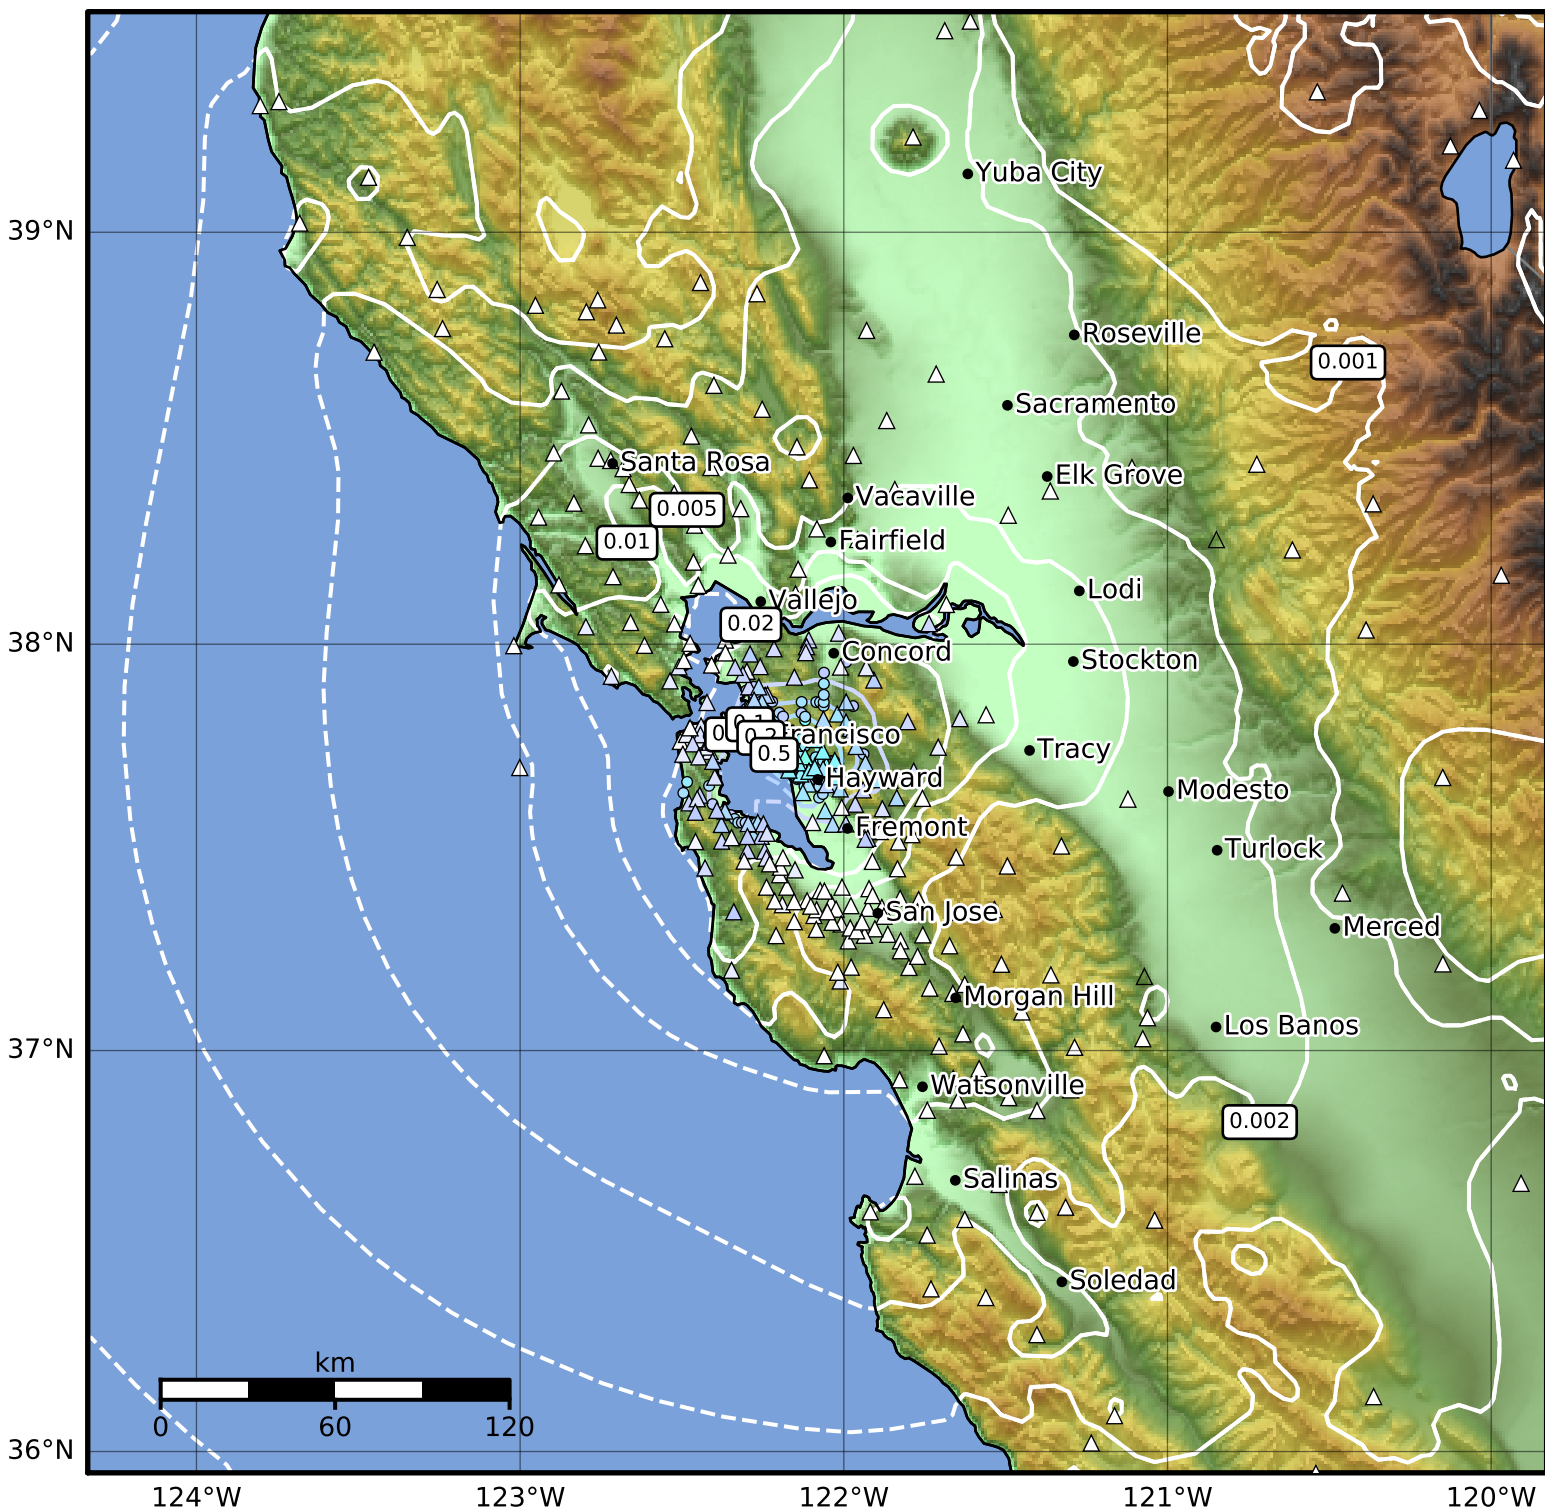 39°N
38°N
37°N
36°N
124°W
123°W
122°W
121°W
120°W
Yuba City
Roseville
0.001
Sacramento
Santa Rosa
Elk Grove
Vacaville
0.005
0.01
Fairfield
Lodi
Vallejo
0.02
Concord
Stockton
Francisco
0.5
Tracy
Hayward
Modesto
Fremont
Turlock
San Jose
Merced
Morgan Hill
Los Banos
Watsonville
0.002
Salinas
Soledad
km
0 60 120